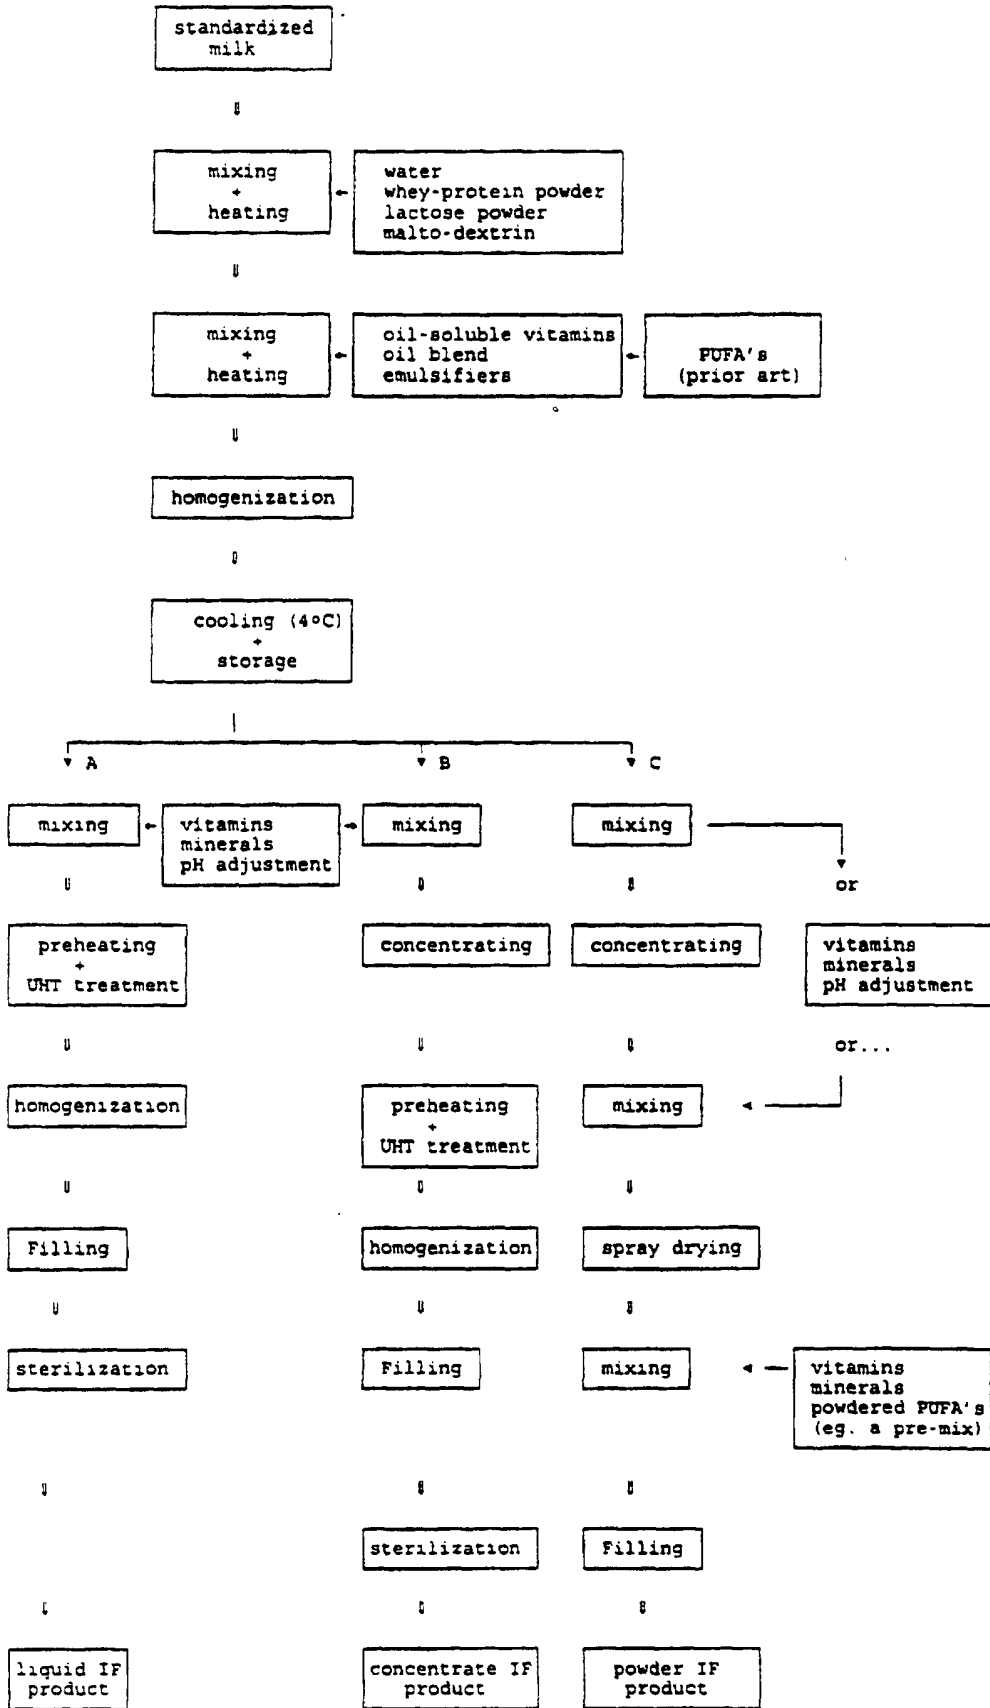 standardized
milk
mixing
+
heating
water
whey-protein powder
lactose powder
malto-dextrin
mixing
+
heating
oil-soluble vitamins
oil blend
emulsifiers
PUFA's
(prior art)
homogenization
cooling (4°C)
+
storage
A
B
C
mixing
vitamins
minerals
pH adjustment
mixing
mixing
or
preheating
+
UHT treatment
concentrating
concentrating
vitamins
minerals
pH adjustment
or...
homogenization
preheating
+
UHT treatment
mixing
Filling
homogenization
spray drying
sterilization
Filling
mixing
vitamins
minerals
powdered PUFA's
(eg. a pre-mix)
sterilization
Filling
liquid IF
product
concentrate IF
product
powder IF
product